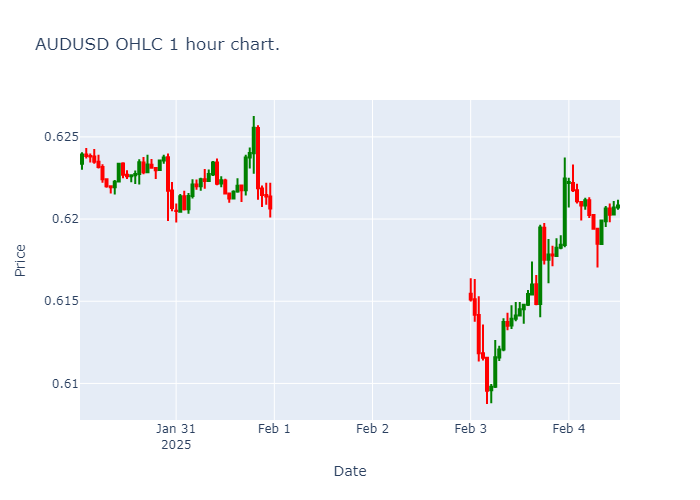 AUDUSD OHLC 1 hour chart.
0.625
0.62
0.615
0.61
Price
Jan 31
2025
Feb 1
Feb 2
Feb 3
Feb 4
Date